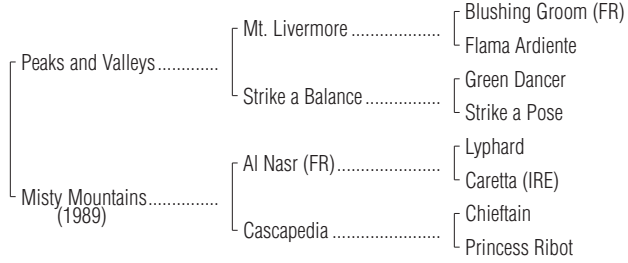 Blushing Groom (FR)
Mt. Livermore ....................
Flama Ardiente
Peaks and Valleys.............
Green Dancer
Strike a Balance .................
Strike a Pose
Lyphard
Al Nasr (FR).......................
Caretta (IRE)
Misty Mountains...............
(1989)
Chieftain
Cascapedia ........................
Princess Ribot